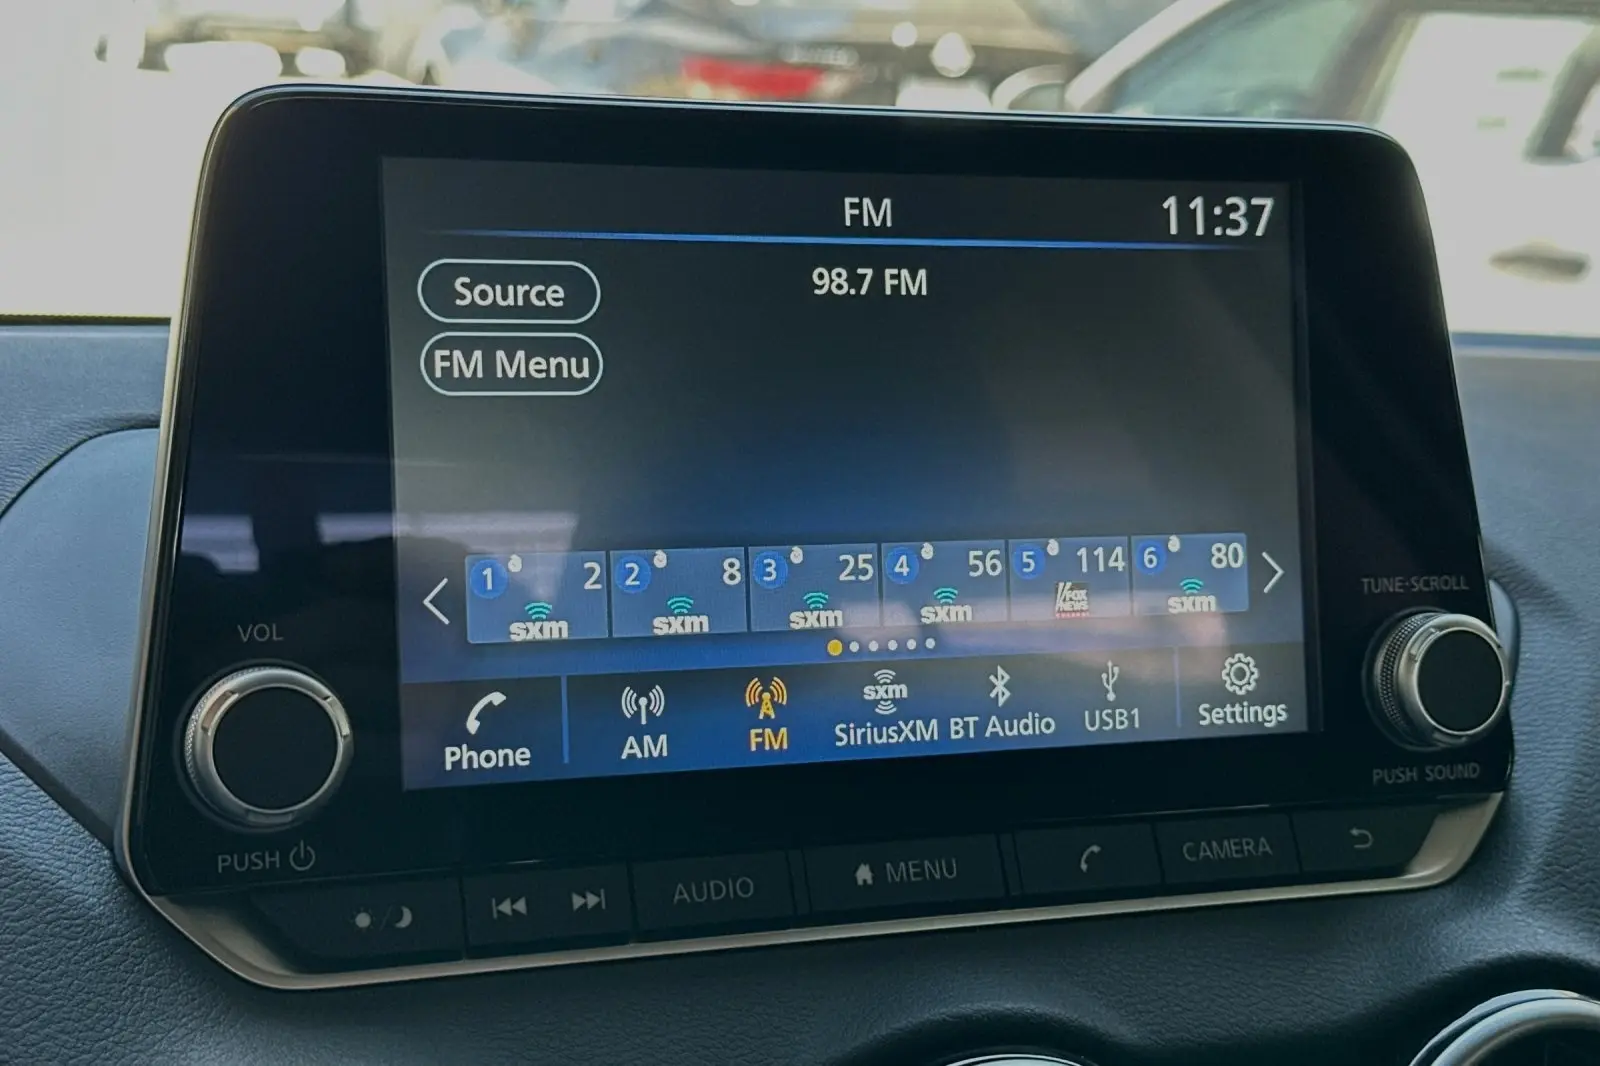 FM
11:37
Source
98.7 FM
FM Menu
1 2
sxm
2 8
sxm
3 25
sxm
4 56
sxm
5 114
FOX
NEWS
6 80
sxm
Phone
AM
FM
sxm
SiriusXM
BT Audio
USB1
Settings
VOL
PUSH
TUNE·SCROLL
PUSH SOUND
AUDIO
MENU
CAMERA